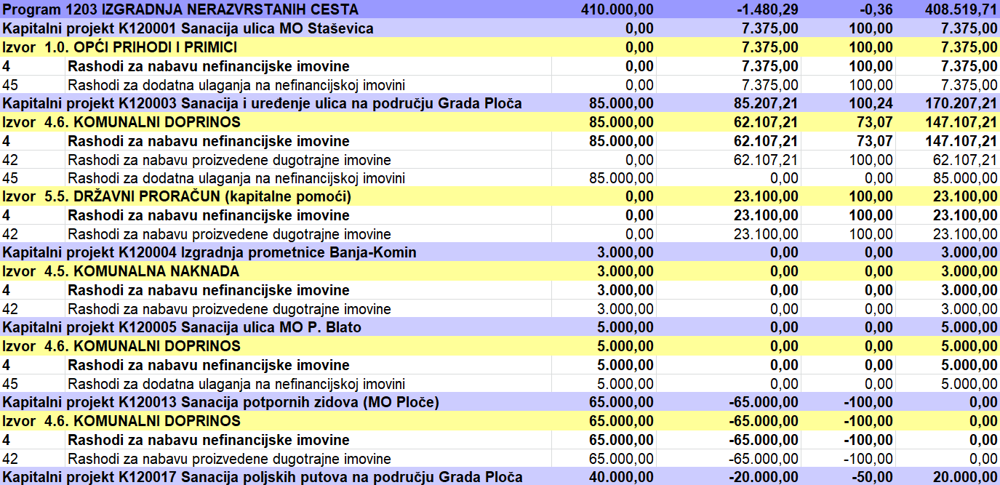 Program 1203 IZGRADNJA NERAZVRSTANIH CESTA 410.000,00 -1.480,29 -0,36 408.519,71
Kapitalni projekt K120001 Sanacija ulica MO Staševica 0,00 7.375,00 100,00 7.375,00
Izvor 1.0. OPĆI PRIHODI I PRIMICI 0,00 7.375,00 100,00 7.375,00
4 Rashodi za nabavu nefinancijske imovine 0,00 7.375,00 100,00 7.375,00
45 Rashodi za dodatna ulaganja na nefinancijskoj imovini 0,00 7.375,00 100,00 7.375,00
Kapitalni projekt K120003 Sanacija i uređenje ulica na području Grada Ploča 85.000,00 85.207,21 100,24 170.207,21
Izvor 4.6. KOMUNALNI DOPRINOS 85.000,00 62.107,21 73,07 147.107,21
4 Rashodi za nabavu nefinancijske imovine 85.000,00 62.107,21 73,07 147.107,21
42 Rashodi za nabavu proizvedene dugotrajne imovine 0,00 62.107,21 100,00 62.107,21
45 Rashodi za dodatna ulaganja na nefinancijskoj imovini 85.000,00 0,00 0,00 85.000,00
Izvor 5.5. DRŽAVNI PRORAČUN (kapitalne pomoći) 0,00 23.100,00 100,00 23.100,00
4 Rashodi za nabavu nefinancijske imovine 0,00 23.100,00 100,00 23.100,00
42 Rashodi za nabavu proizvedene dugotrajne imovine 0,00 23.100,00 100,00 23.100,00
Kapitalni projekt K120004 Izgradnja prometnice Banja-Komin 3.000,00 0,00 0,00 3.000,00
Izvor 4.5. KOMUNALNA NAKNADA 3.000,00 0,00 0,00 3.000,00
4 Rashodi za nabavu nefinancijske imovine 3.000,00 0,00 0,00 3.000,00
42 Rashodi za nabavu proizvedene dugotrajne imovine 3.000,00 0,00 0,00 3.000,00
Kapitalni projekt K120005 Sanacija ulica MO P. Blato 5.000,00 0,00 0,00 5.000,00
Izvor 4.6. KOMUNALNI DOPRINOS 5.000,00 0,00 0,00 5.000,00
4 Rashodi za nabavu nefinancijske imovine 5.000,00 0,00 0,00 5.000,00
45 Rashodi za dodatna ulaganja na nefinancijskoj imovini 5.000,00 0,00 0,00 5.000,00
Kapitalni projekt K120013 Sanacija potpornih zidova (MO Ploče) 65.000,00 -65.000,00 -100,00 0,00
Izvor 4.6. KOMUNALNI DOPRINOS 65.000,00 -65.000,00 -100,00 0,00
4 Rashodi za nabavu nefinancijske imovine 65.000,00 -65.000,00 -100,00 0,00
42 Rashodi za nabavu proizvedene dugotrajne imovine 65.000,00 -65.000,00 -100,00 0,00
Kapitalni projekt K120017 Sanacija poljskih putova na području Grada Ploča 40.000,00 -20.000,00 -50,00 20.000,00